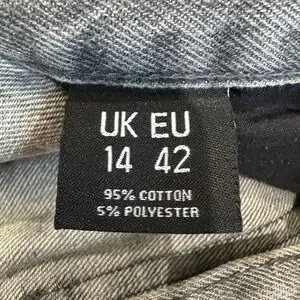 UK EU
14 42
95% COTTON
5% POLYESTER